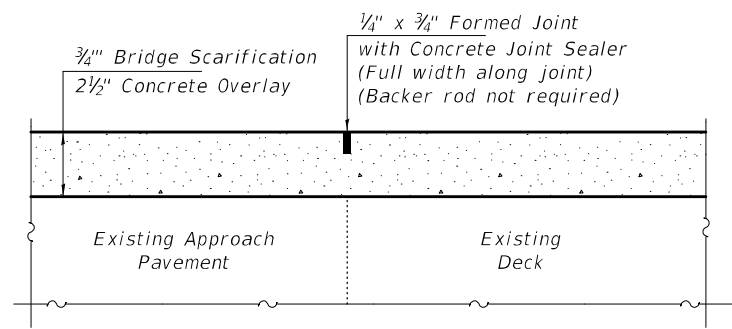 ¾''' Bridge Scarification
2½" Concrete Overlay
¼" x ¾" Formed Joint
with Concrete Joint Sealer
(Full width along joint)
(Backer rod not required)
Existing Approach
Pavement
Existing
Deck